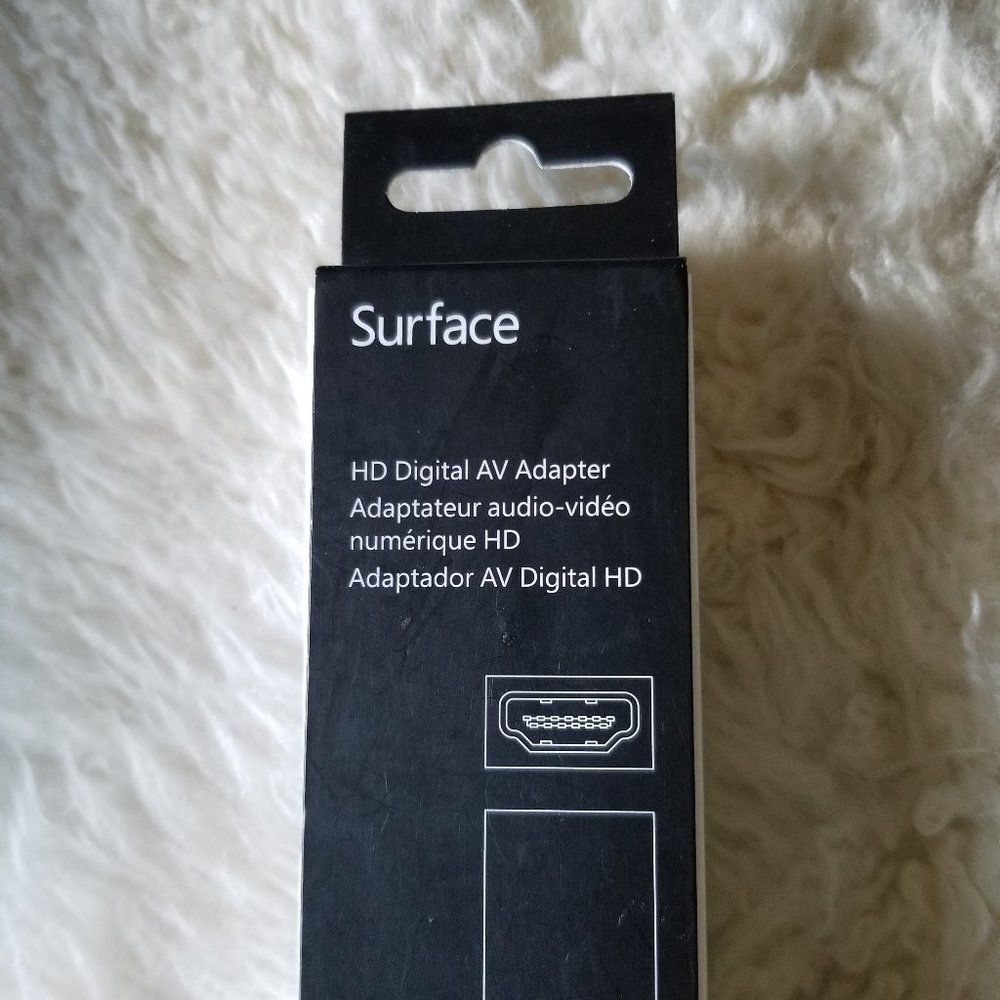 Surface
HD Digital AV Adapter
Adaptateur audio-vidéo
numérique HD
Adaptador AV Digital HD